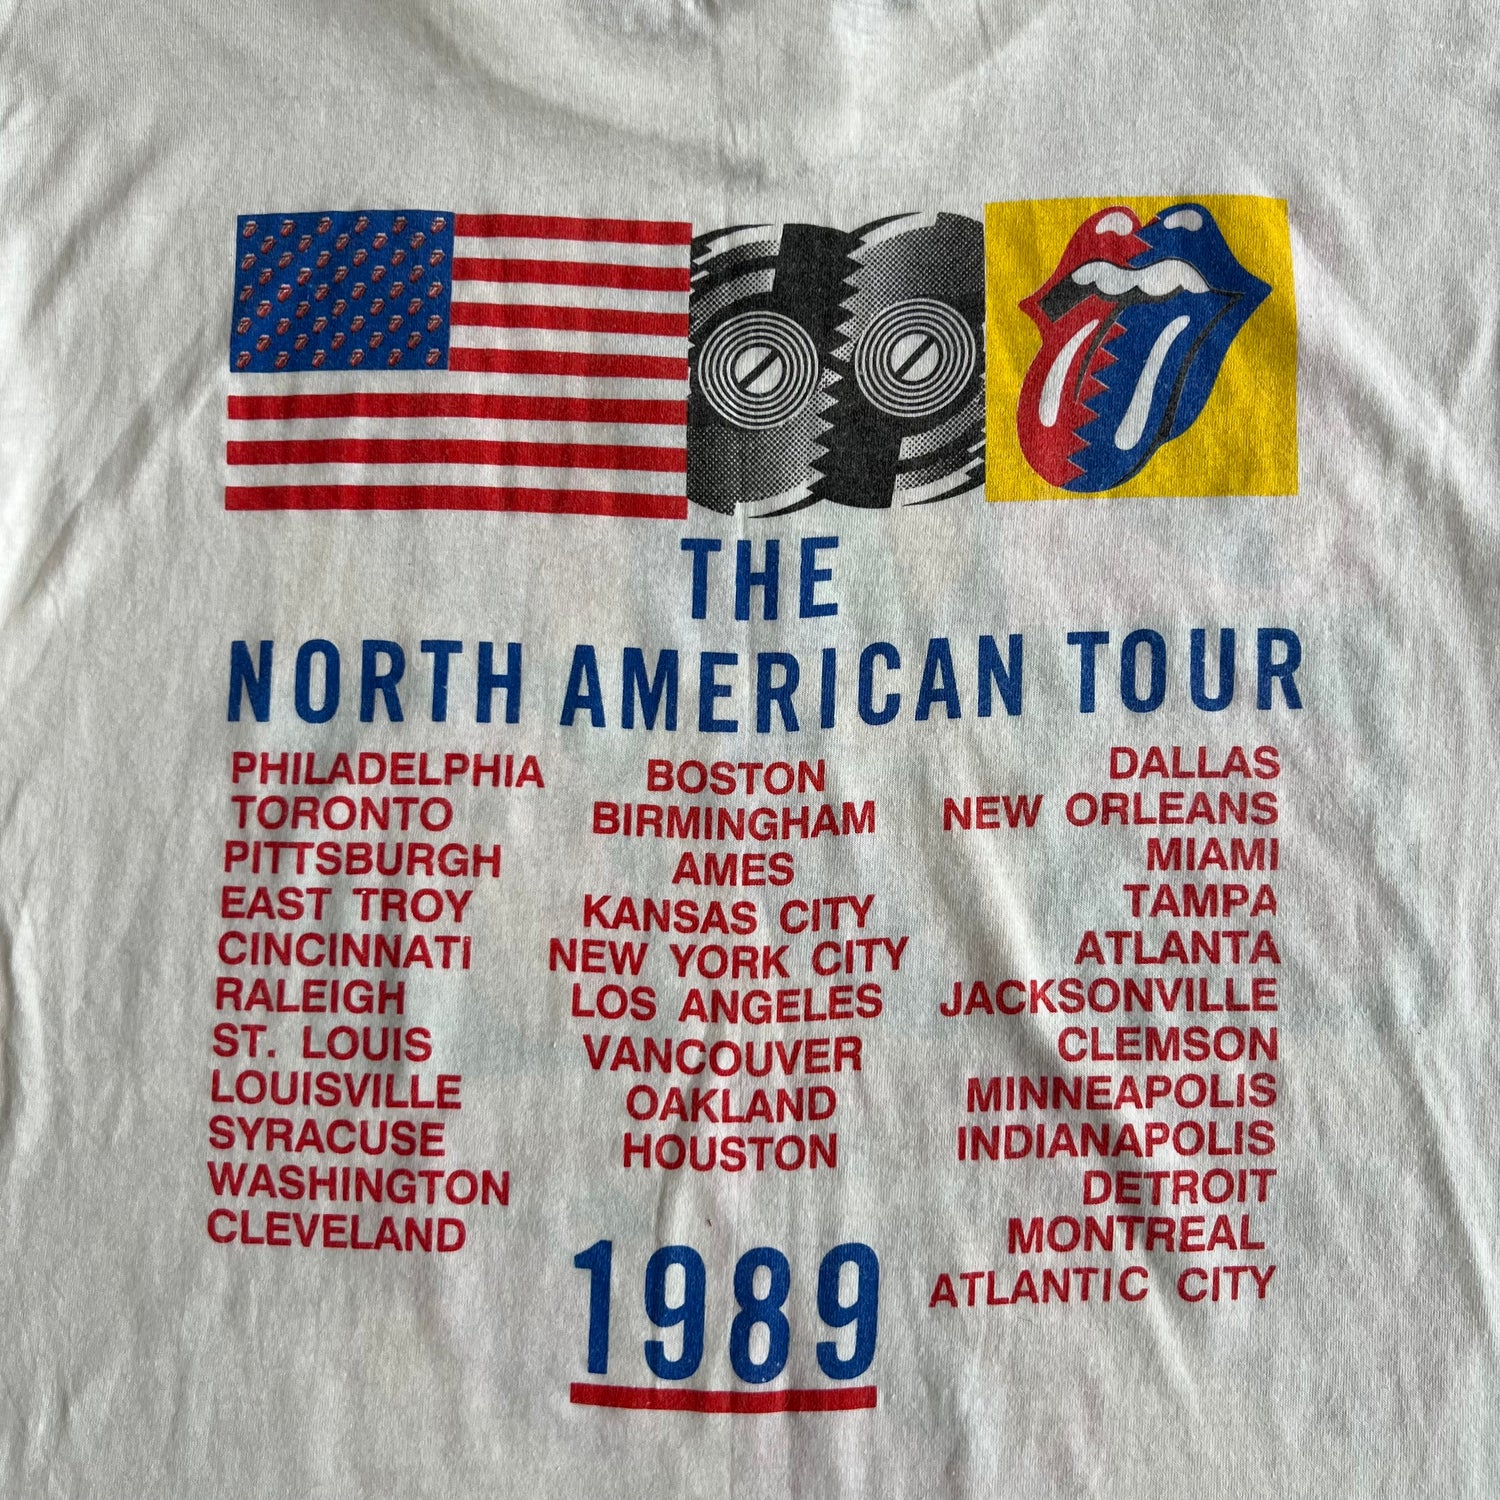 THE
NORTH AMERICAN TOUR
PHILADELPHIA
TORONTO
PITTSBURGH
EAST TROY
CINCINNATI
RALEIGH
ST. LOUIS
LOUISVILLE
SYRACUSE
WASHINGTON
CLEVELAND
BOSTON
BIRMINGHAM
AMES
KANSAS CITY
NEW YORK CITY
LOS ANGELES
VANCOUVER
OAKLAND
HOUSTON
DALLAS
NEW ORLEANS
MIAMI
TAMPA
ATLANTA
JACKSONVILLE
CLEMSON
MINNEAPOLIS
INDIANAPOLIS
DETROIT
MONTREAL
ATLANTIC CITY
1989